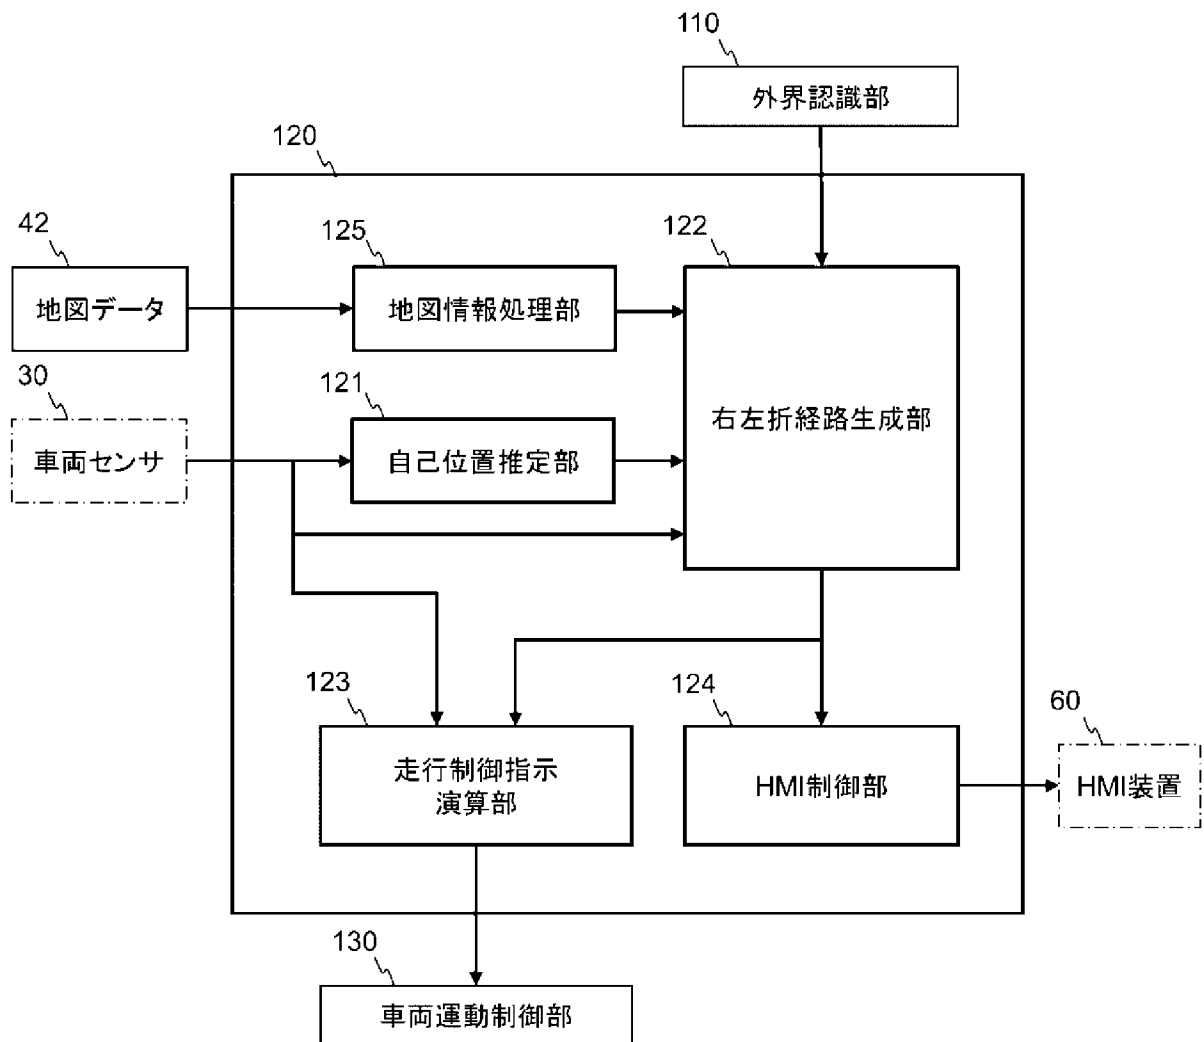 110
外界認識部
120
42
地図データ
125
地図情報処理部
122
右左折経路生成部
30
車両センサ
121
自己位置推定部
123
走行制御指示
演算部
124
HMI制御部
60
HMI装置
130
車両運動制御部